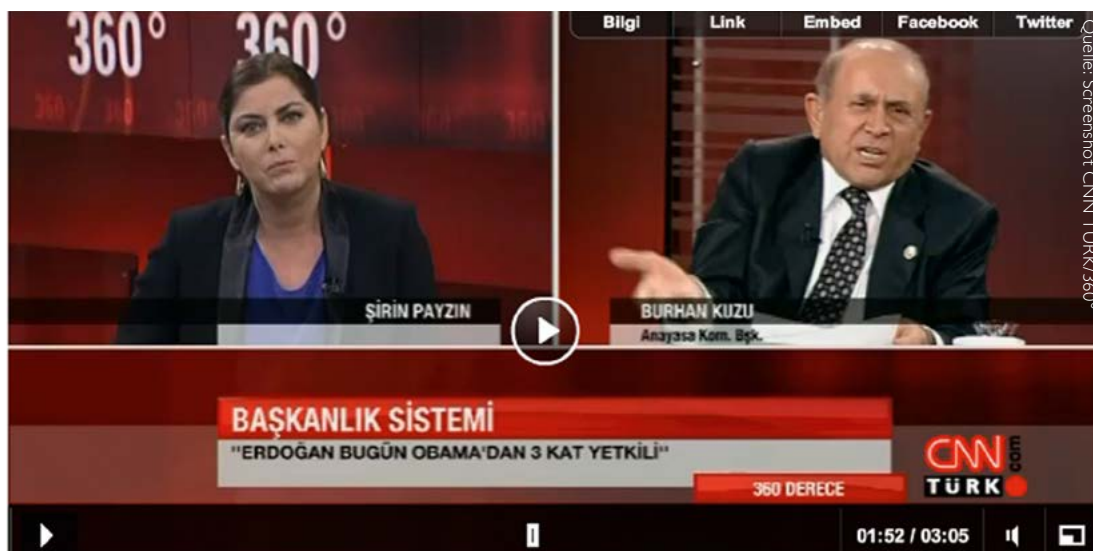 360° 360°
Bilgi Link Embed Facebook Twitter
Quelle: Screenshot CNN TÜRK/360°
ŞİRİN PAYZIN
BURHAN KUZU
Anayasa Kom. Bşk.
BAŞKANLIK SİSTEMİ
"ERDOĞAN BUGÜN OBAMA'DAN 3 KAT YETKİLİ"
360 DERECE
CNN.com
TÜRK
01:52 / 03:05